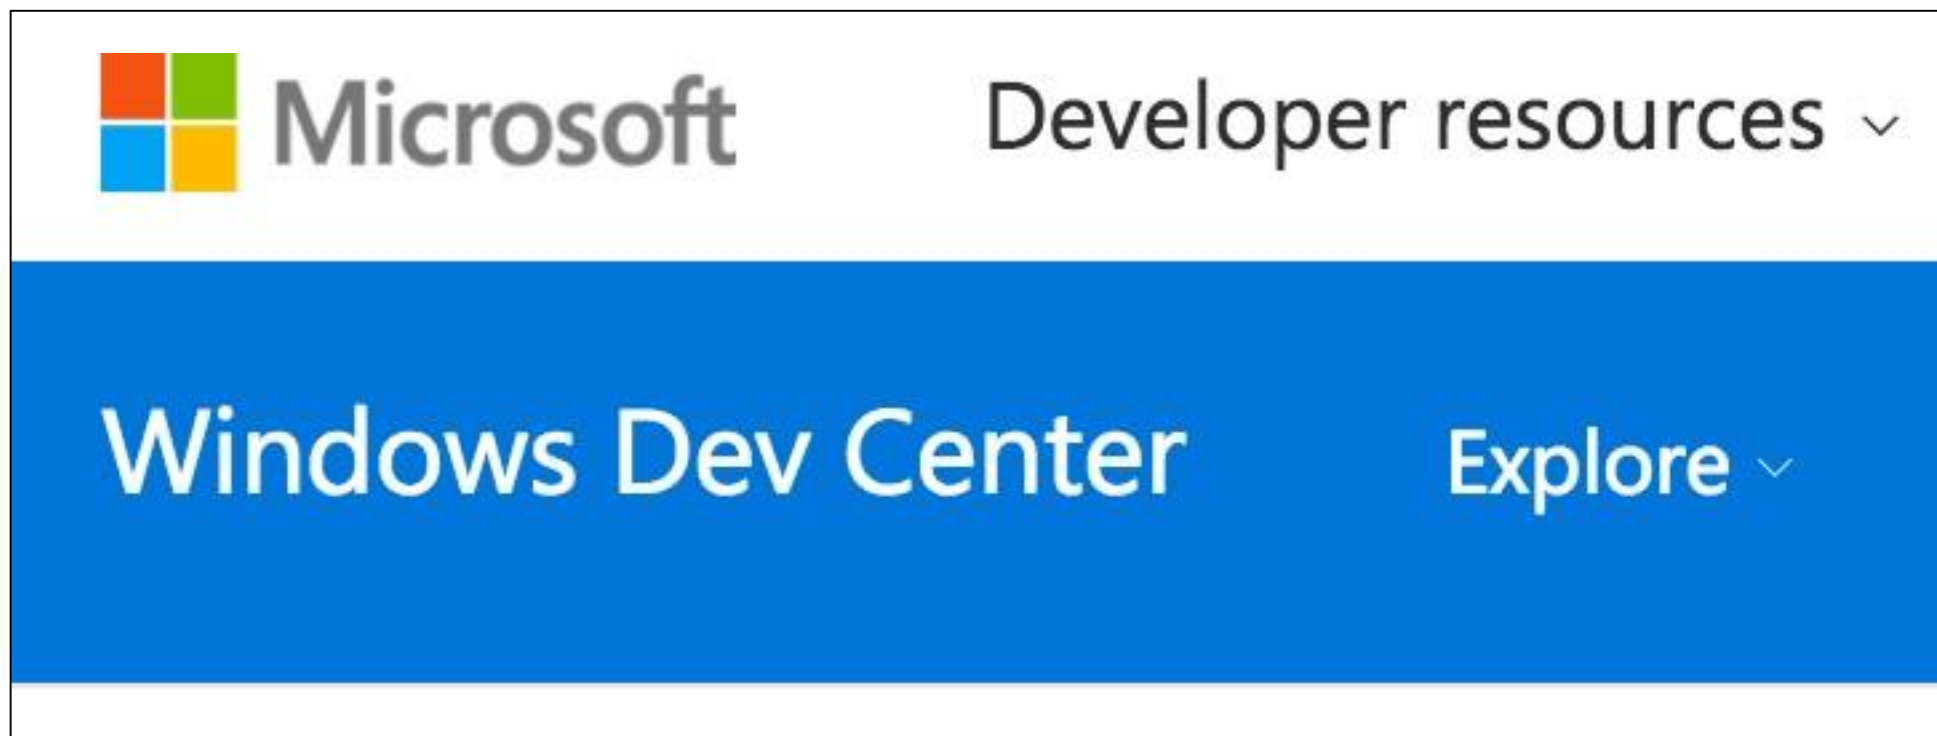 Microsoft Developer resources
Windows Dev Center Explore